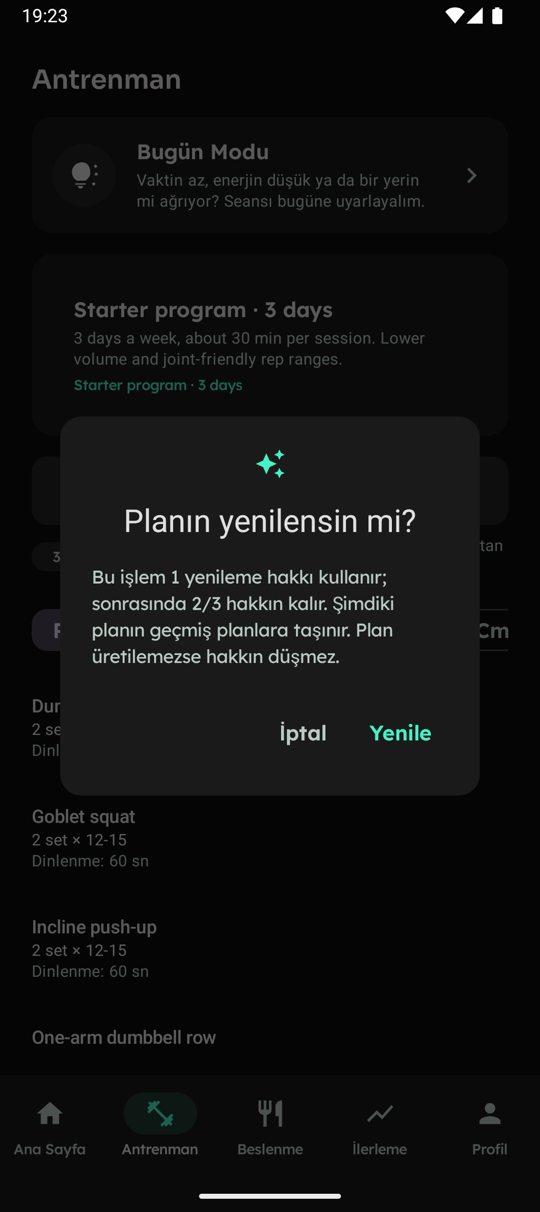 19:23
Antrenman
Bugün Modu
Vaktin az, enerjin düşük ya da bir yerin
mi ağrıyor? Seansı bugüne uyarlayalım.
Starter program · 3 days
3 days a week, about 30 min per session. Lower
volume and joint-friendly rep ranges.
Starter program · 3 days
Planın yenilensin mi?
Bu işlem 1 yenileme hakkı kullanır;
sonrasında 2/3 hakkın kalır. Şimdiki
planın geçmiş planlara taşınır. Plan
üretilemezse hakkın düşmez.
İptal
Yenile
Goblet squat
2 set × 12-15
Dinlenme: 60 sn
Incline push-up
2 set × 12-15
Dinlenme: 60 sn
One-arm dumbbell row
Ana Sayfa
Antrenman
Beslenme
İlerleme
Profil